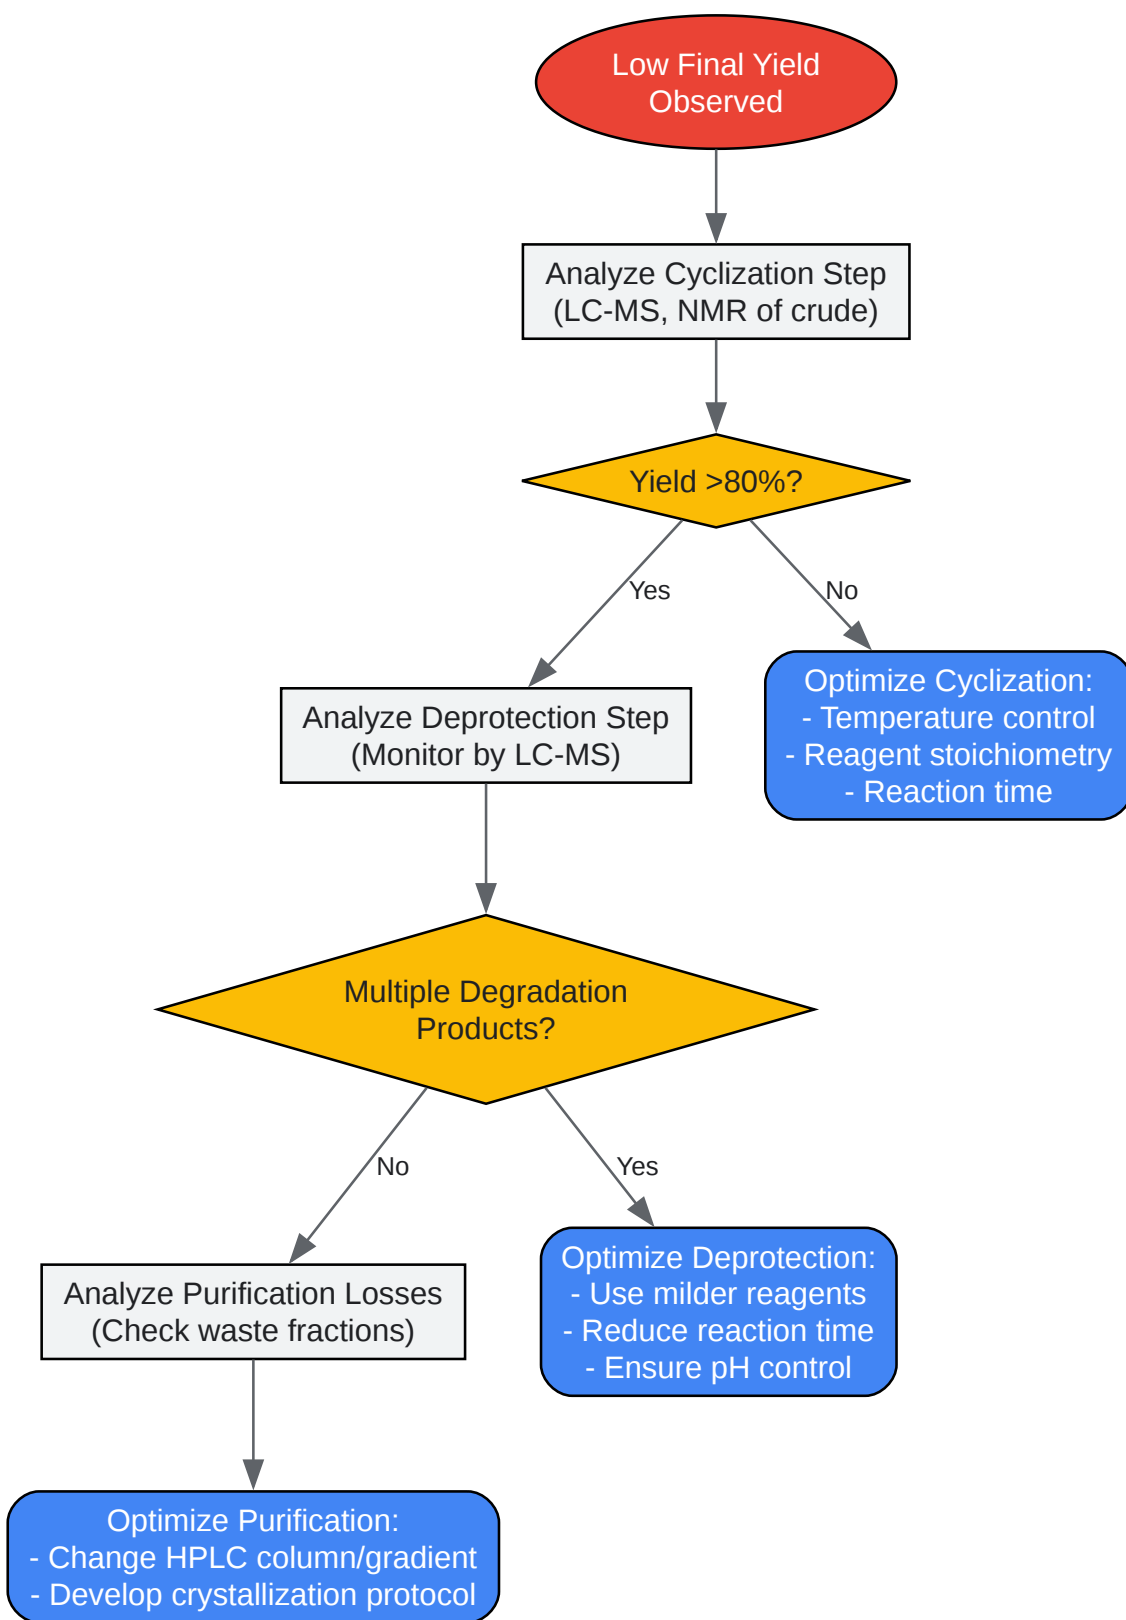 Low Final Yield
Observed
Analyze Cyclization Step
(LC-MS, NMR of crude)
Yield >80%?
Yes
No
Optimize Cyclization:
- Temperature control
- Reagent stoichiometry
- Reaction time
Analyze Deprotection Step
(Monitor by LC-MS)
Multiple Degradation
Products?
No
Yes
Optimize Deprotection:
- Use milder reagents
- Reduce reaction time
- Ensure pH control
Analyze Purification Losses
(Check waste fractions)
Optimize Purification:
- Change HPLC column/gradient
- Develop crystallization protocol